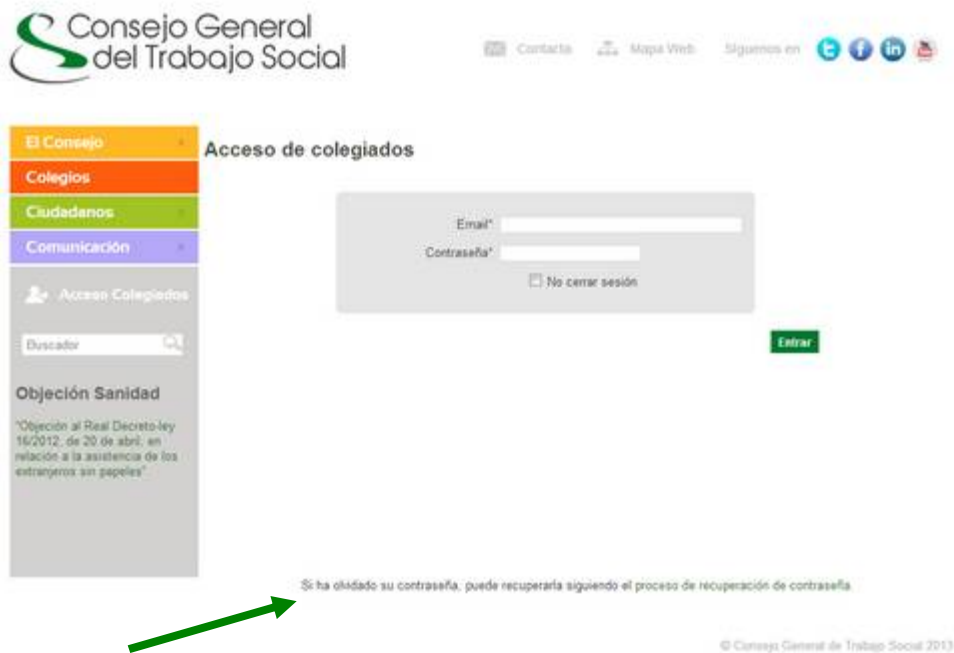 Consejo General
del Trabajo Social
Contacta Mapa Web Síguenos en
El Consejo
Colegios
Ciudadanos
Comunicación
Acceso Colegiados
Buscador
Objeción Sanidad
"Objeción al Real Decreto-ley
16/2012, de 20 de abril, en
relación a la asistencia de los
extranjeros sin papeles"
Acceso de colegiados
Email*
Contraseña*
No cerrar sesión
Entrar
Si ha olvidado su contraseña, puede recuperarla siguiendo el proceso de recuperación de contraseña
© Consejo General de Trabajo Social 2013